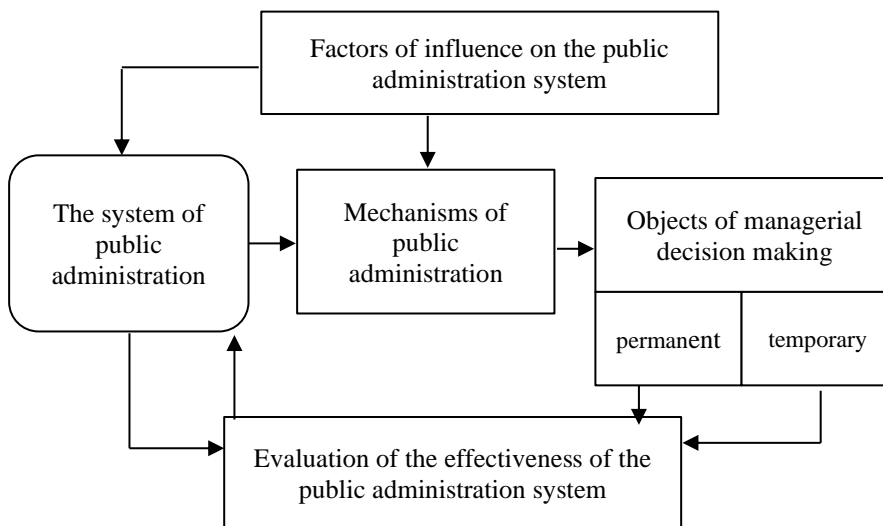 Factors of influence on the public
administration system
The system of
public
administration
Mechanisms of
public
administration
Objects of managerial
decision making
permanent
temporary
Evaluation of the effectiveness of the
public administration system